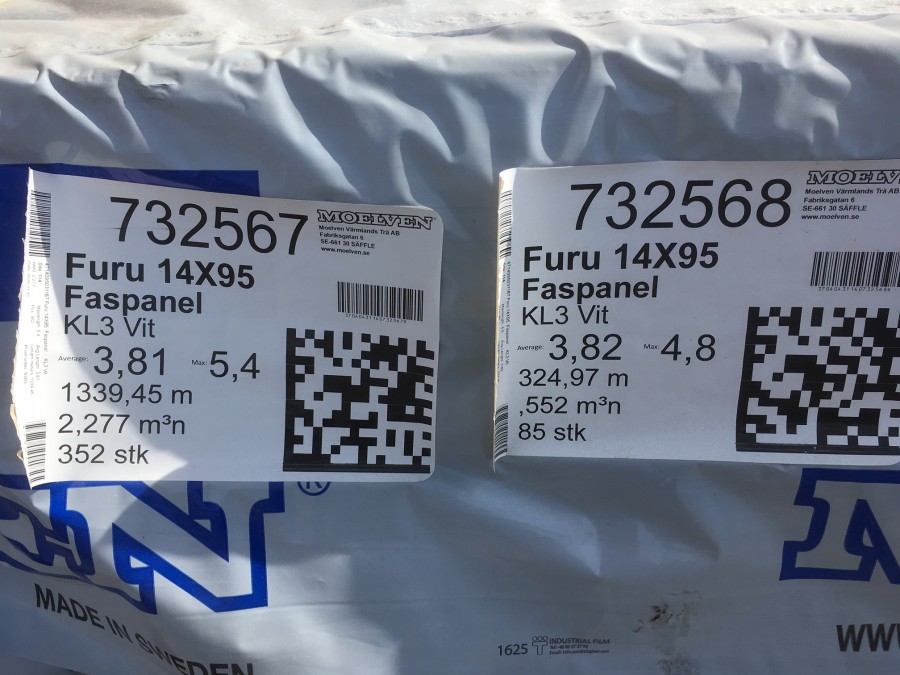 732567
MOELVEN
Moelven Värmlands Trä AB
Fabriksgatan 6
SE-661 30 SÄFFLE
www.moelven.se
Furu 14X95
Faspanel
KL3 Vit
Average: 3,81 Max: 5,4
1339,45 m
2,277 m³n
352 stk
732568
MOELVEN
Moelven Värmlands Trä AB
Fabriksgatan 6
SE-661 30 SÄFFLE
www.moelven.se
Furu 14X95
Faspanel
KL3 Vit
Average: 3,82 Max: 4,8
324,97 m
,552 m³n
85 stk
®
MADE IN SWEDEN
1625 INDUSTRIAL FILM
WWW